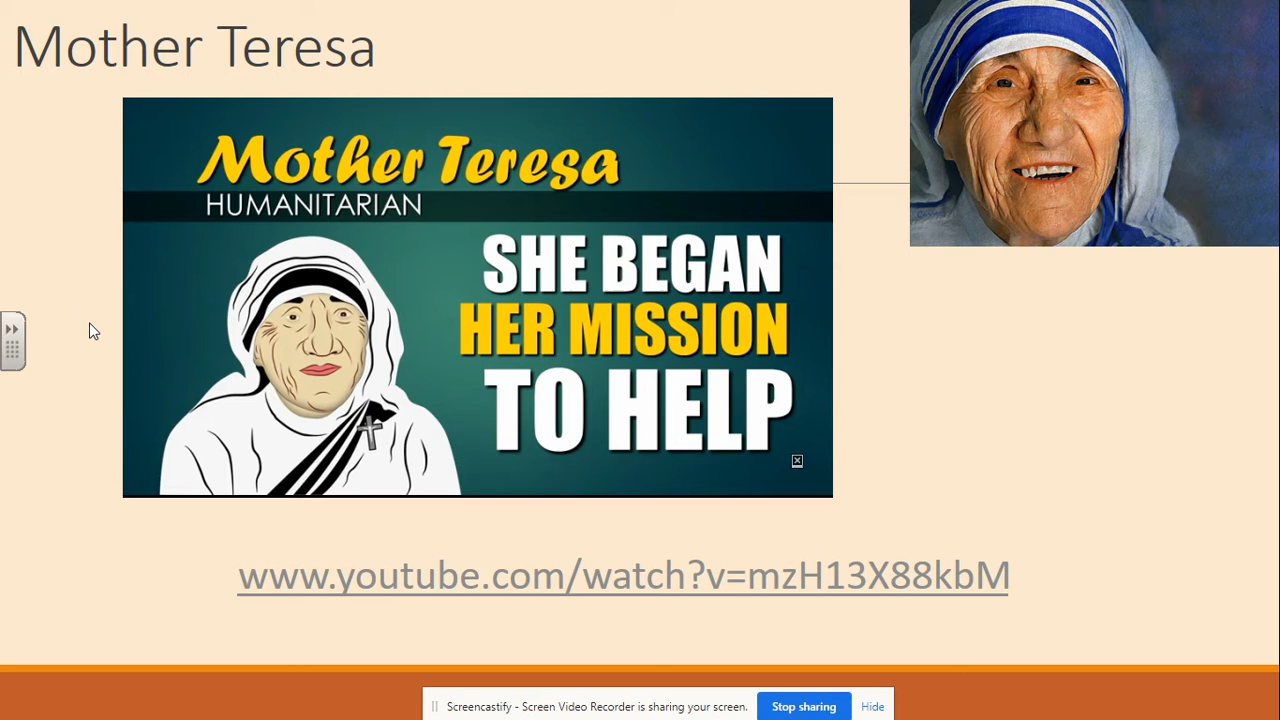 Mother Teresa
Mother Teresa
HUMANITARIAN
SHE BEGAN
HER MISSION
TO HELP
www.youtube.com/watch?v=mzH13X88kbM
Screencastify - Screen Video Recorder is sharing your screen.
Stop sharing
Hide